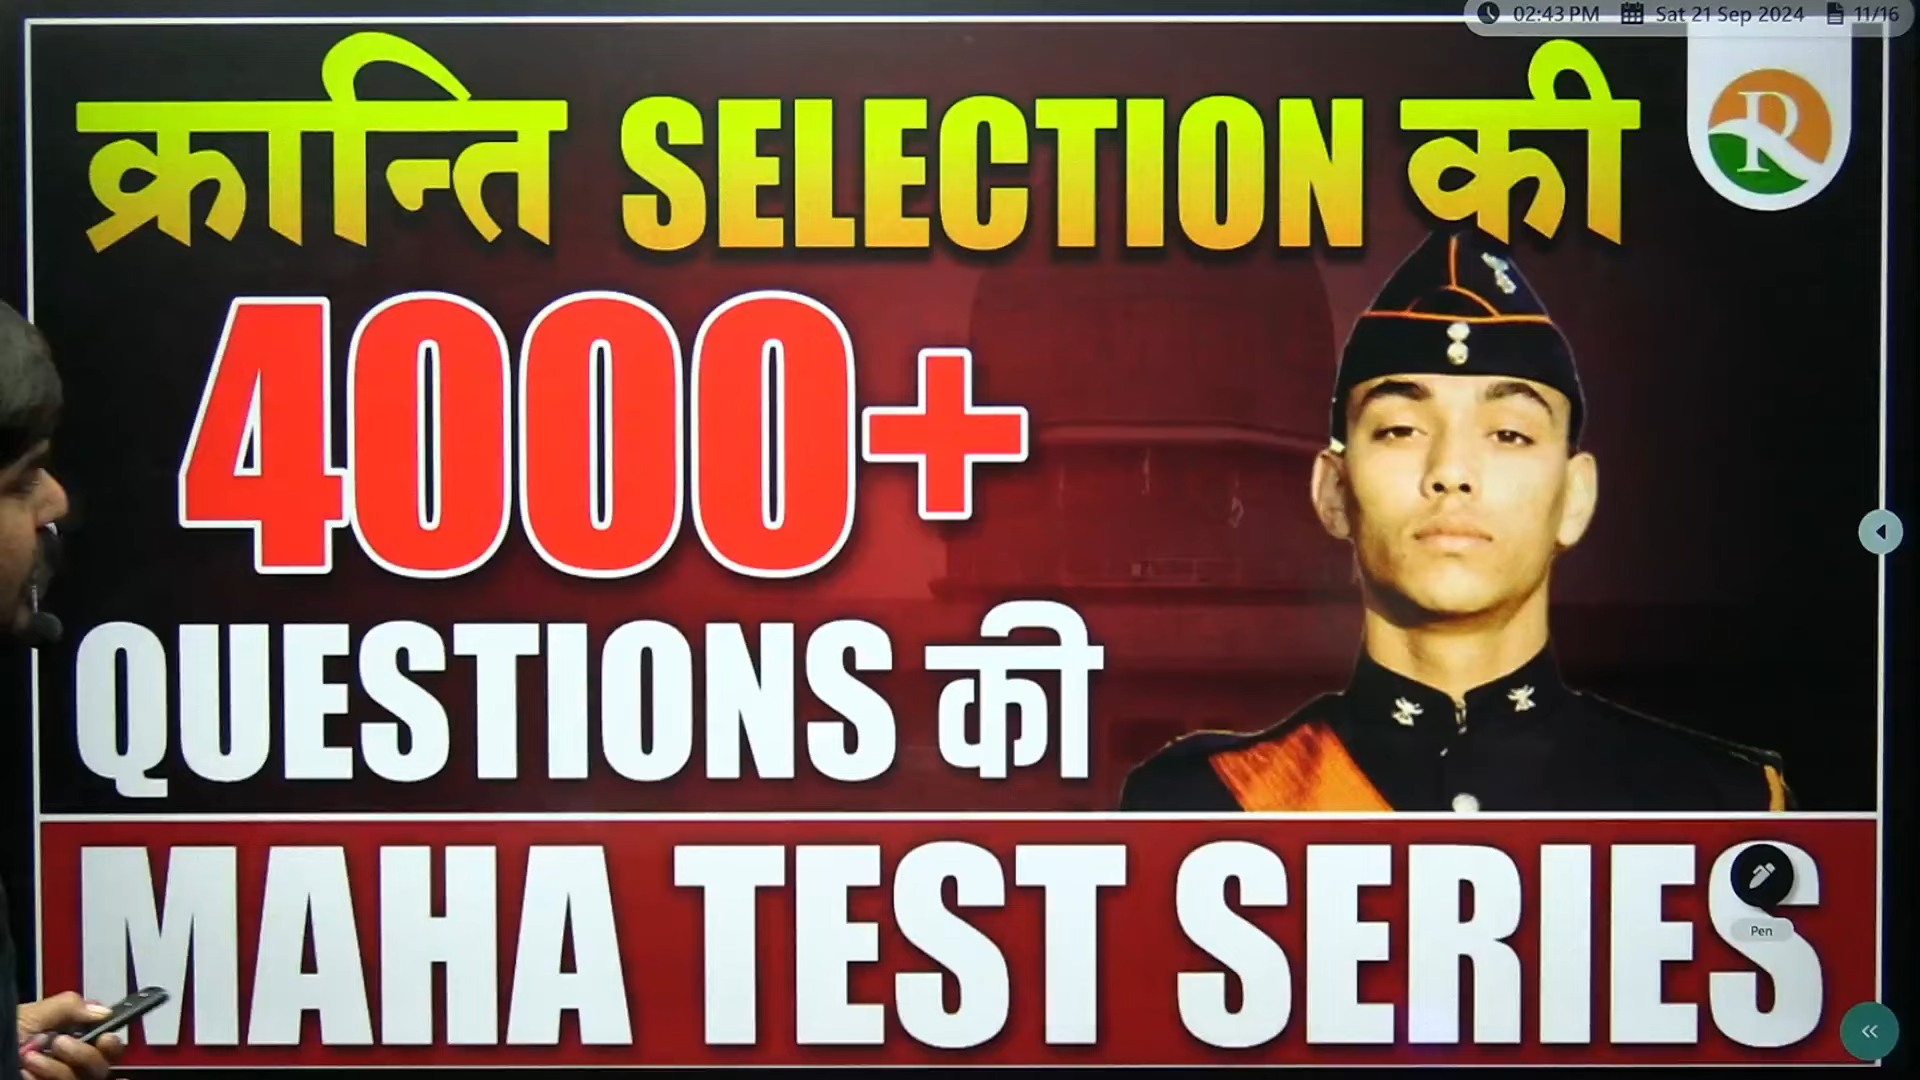 02:43 PM Sat 21 Sep 2024 11/16
क्रान्ति SELECTION की
R
4000+
QUESTIONS की
MAHA TEST SERIES
Pen